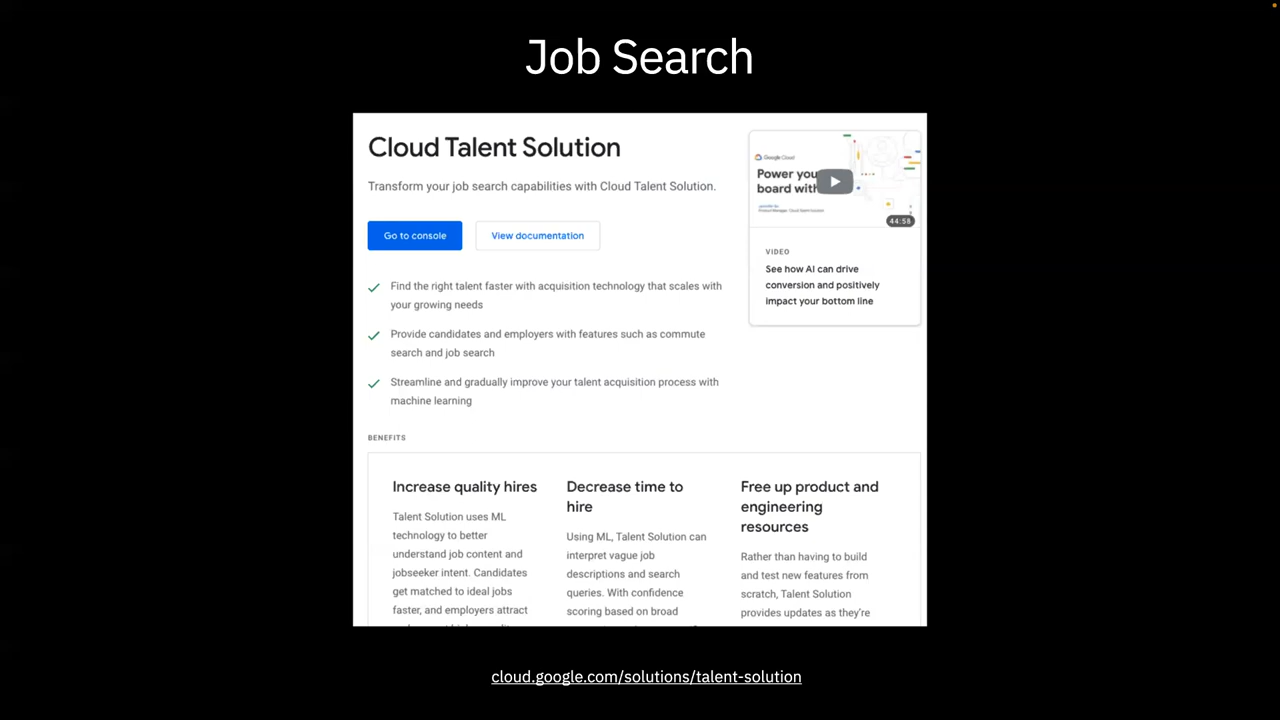 Job Search
Cloud Talent Solution
Transform your job search capabilities with Cloud Talent Solution.
Go to console
View documentation
Find the right talent faster with acquisition technology that scales with
your growing needs
Provide candidates and employers with features such as commute
search and job search
Streamline and gradually improve your talent acquisition process with
machine learning
Google Cloud
Power you
board with
44:58
VIDEO
See how AI can drive
conversion and positively
impact your bottom line
BENEFITS
Increase quality hires
Talent Solution uses ML
technology to better
understand job content and
jobseeker intent. Candidates
get matched to ideal jobs
faster, and employers attract
Decrease time to
hire
Using ML, Talent Solution can
interpret vague job
descriptions and search
queries. With confidence
scoring based on broad
Free up product and
engineering
resources
Rather than having to build
and test new features from
scratch, Talent Solution
provides updates as they're
cloud.google.com/solutions/talent-solution